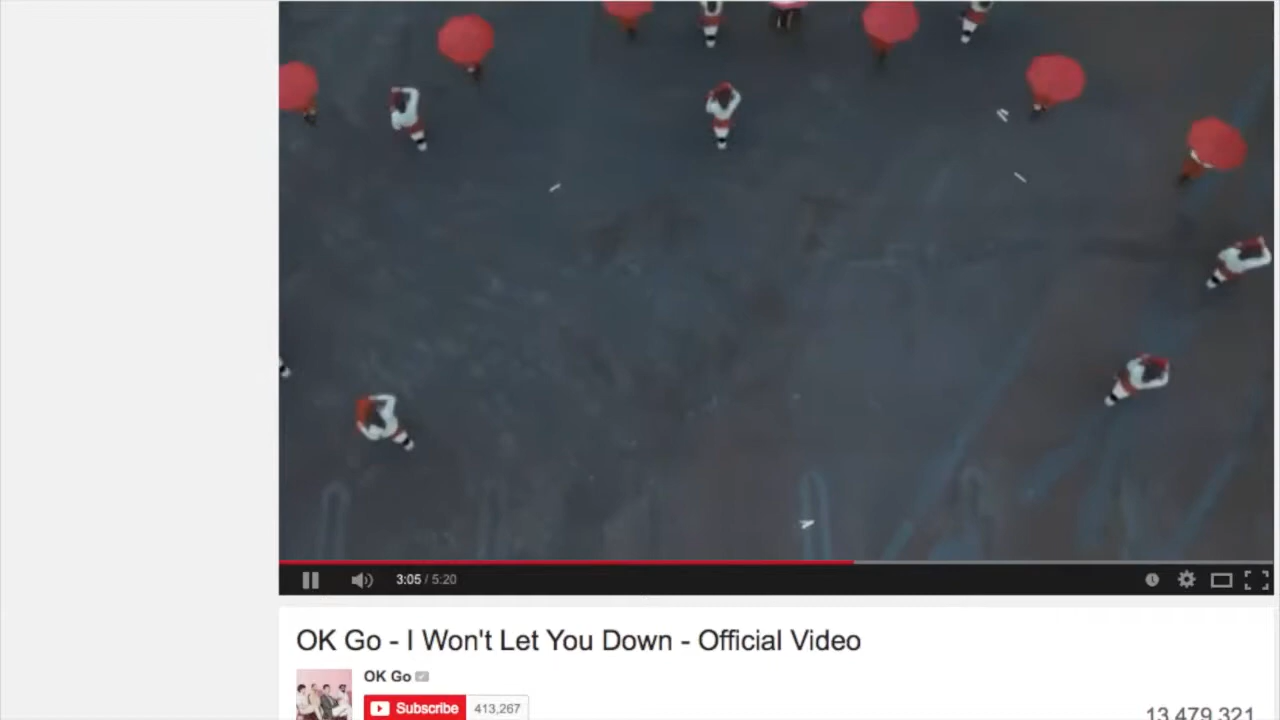 3:05 / 5:20
OK Go - I Won't Let You Down - Official Video
OK Go
Subscribe 413,267
13,479,321